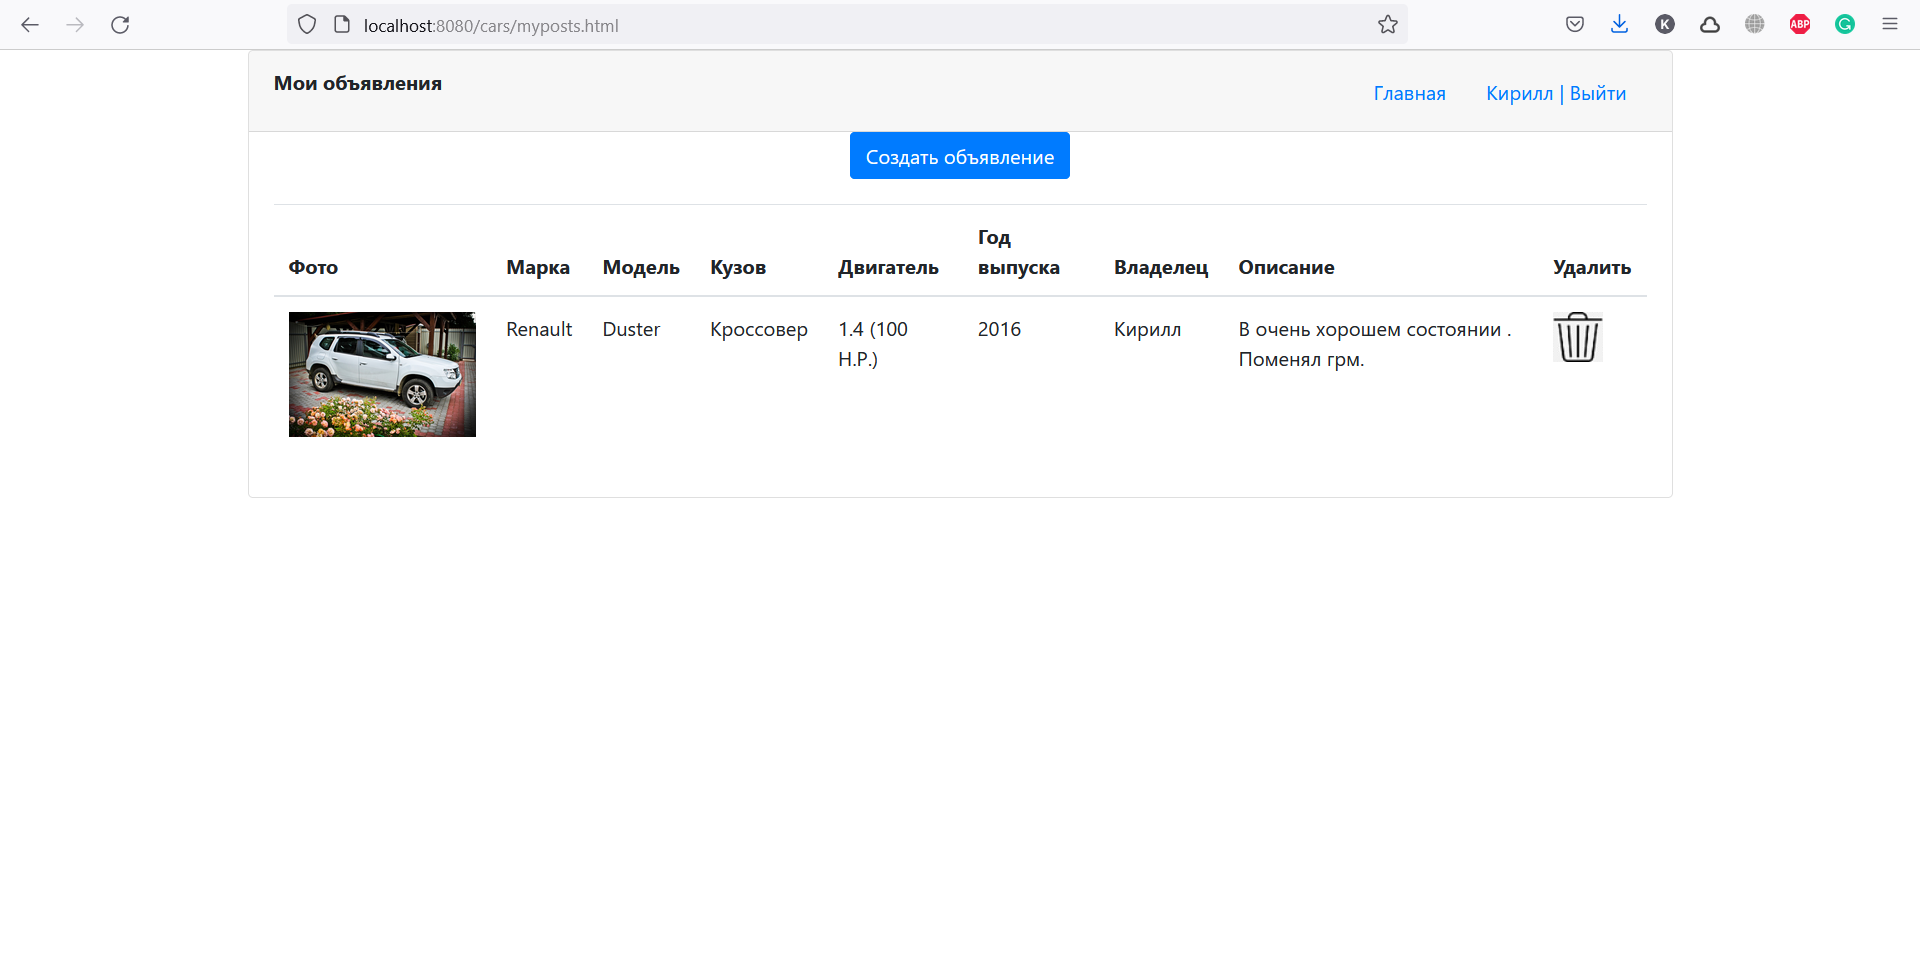 localhost:8080/cars/myposts.html
K
ABP
Мои объявления
Главная
Кирилл | Выйти
Создать объявление
Фото Марка Модель Кузов Двигатель Год выпуска Владелец Описание Удалить
Renault Duster Кроссовер 1.4 (100 2016 Кирилл В очень хорошем состоянии .
H.P.) Поменял грм.